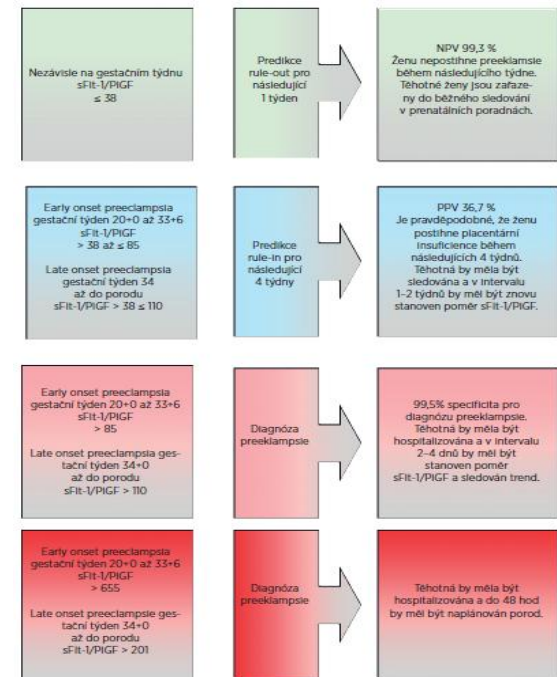 Nezávisle na gestačním týdnu
sFlt-1/PlGF
≤ 38
Predikce
rule-out pro
následující
1 týden
NPV 99,3 %
Ženu nepostihne preeklamsie
během následujícího týdne.
Těhotné ženy jsou zařaze-
ny do běžného sledování
v prenatálních poradnách.
Early onset preeclampsia
gestační týden 20+0 až 33+6
sFlt-1/PlGF
> 38 až ≤ 85
Late onset preeclampsia
gestační týden 34
až do porodu
sFlt-1/PlGF > 38 ≤ 110
Predikce
rule-in pro
následující
4 týdny
PPV 36,7 %
Je pravděpodobné, že ženu
postihne placentární
insuficience během
následujících 4 týdnů.
Těhotná by měla být
sledována a v intervalu
1–2 týdnů by měl být znovu
stanoven poměr sFlt-1/PlGF.
Early onset preeclampsia
gestační týden 20+0 až 33+6
sFlt-1/PlGF
> 85
Late onset preeclampsia ges-
tační týden 34+0
až do porodu
sFlt-1/PlGF > 110
Diagnóza
preeklampsie
99,5% specificita pro
diagnózu preeklampsie.
Těhotná by měla být
hospitalizována a v intervalu
2–4 dnů by měl být
stanoven poměr
sFlt-1/PlGF a sledován trend.
Early onset preeclampsia
gestační týden 20+0 až 33+6
sFlt-1/PlGF
> 655
Late onset preeclampsie ges-
tační týden 34+0
až do porodu
sFlt-1/PlGF > 201
Diagnóza
preeklampsie
Těhotná by měla být
hospitalizována a do 48 hod
by měl být naplánován porod.